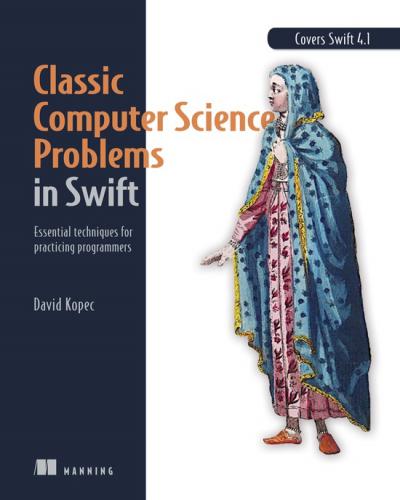 Covers Swift 4.1
Classic
Computer Science
Problems
in Swift
Essential techniques for
practicing programmers
David Kopec
MANNING